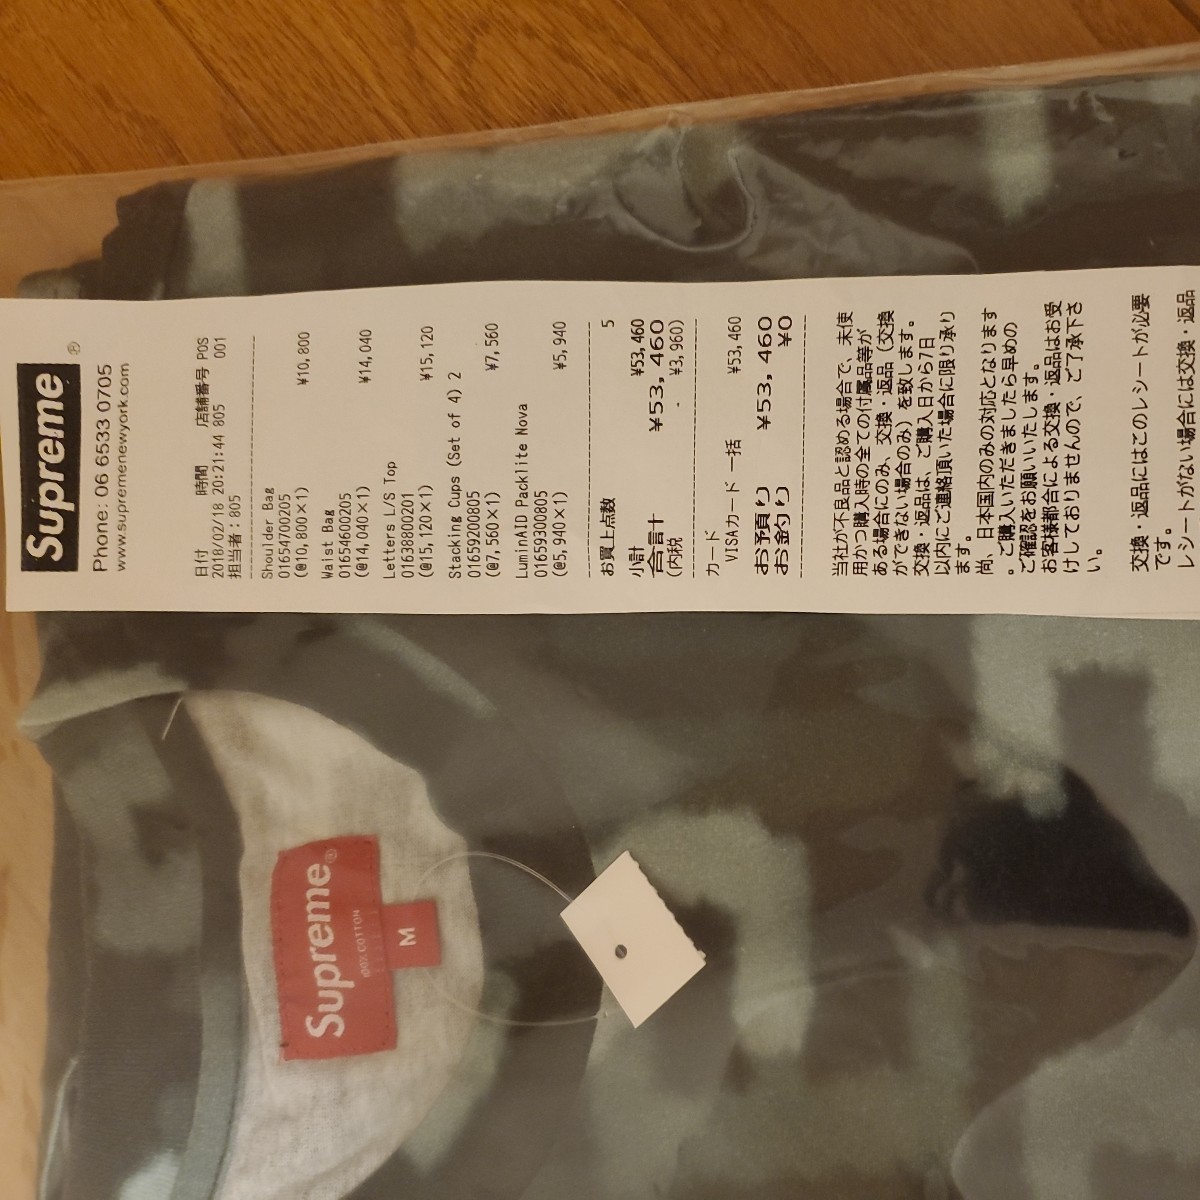 Supreme®
Phone: 06 6533 0705
www.supremenewyork.com
日付 時間 店舗番号 POS
2018/02/18 20:21:44 805 001
担当者：805
Shoulder Bag
01654700205
(@10,800×1) ¥10,800
Waist Bag
01654600205
(@14,040×1) ¥14,040
Letters L/S Top
01638800201
(@15,120×1) ¥15,120
Stacking Cups (Set of 4) 2
01659200805
(@7,560×1) ¥7,560
LuminAID Packlite Nova
01659300805
(@5,940×1) ¥5,940
お買上点数 5
小計 ¥53,460
合計 ¥53,460
(内税 - ¥3,960)
カード
VISAカード 一括 ¥53,460
お預り ¥53,460
お釣り ¥0
当社が不良品と認める場合で、未使
用かつ購入時の全ての付属品等が
ある場合にのみ、交換・返品（交換
ができない場合のみ）を致します。
交換・返品は、ご購入日から7日
以内にご連絡頂いた場合に限り承り
ます。
尚、日本国内のみの対応となります
。ご購入いただきましたら早めの
ご確認をお願いいたします。
お客様都合による交換・返品はお受
けしておりませんので、ご了承下さ
い。
交換・返品にはこのレシートが必要
です。
レシートがない場合には交換・返品
Supreme®
100% COTTON
M